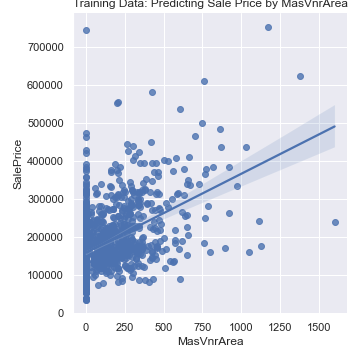 Training Data: Predicting Sale Price by MasVnrArea
700000
600000
500000
400000
300000
200000
100000
0
SalePrice
0 250 500 750 1000 1250 1500
MasVnrArea